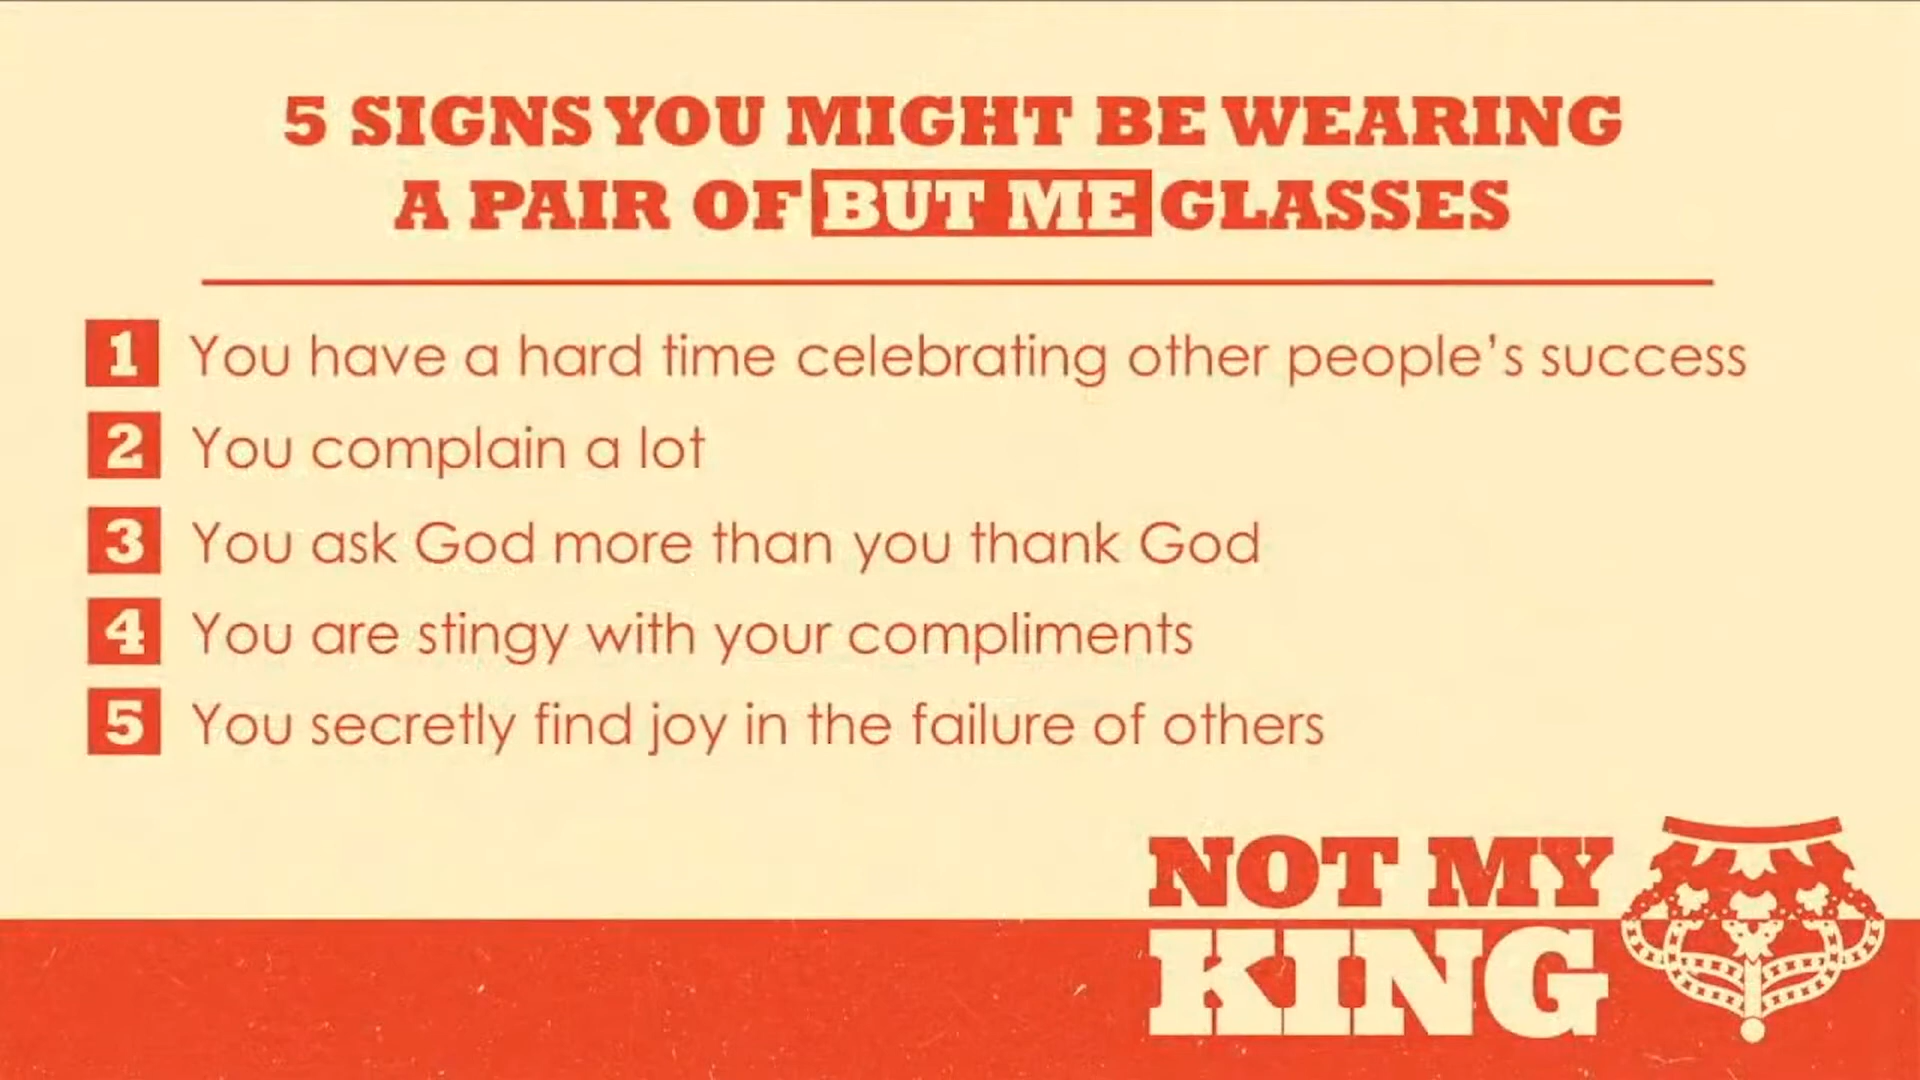 5 SIGNS YOU MIGHT BE WEARING
A PAIR OF BUT ME GLASSES
1 You have a hard time celebrating other people’s success
2 You complain a lot
3 You ask God more than you thank God
4 You are stingy with your compliments
5 You secretly find joy in the failure of others
NOT MY
KING